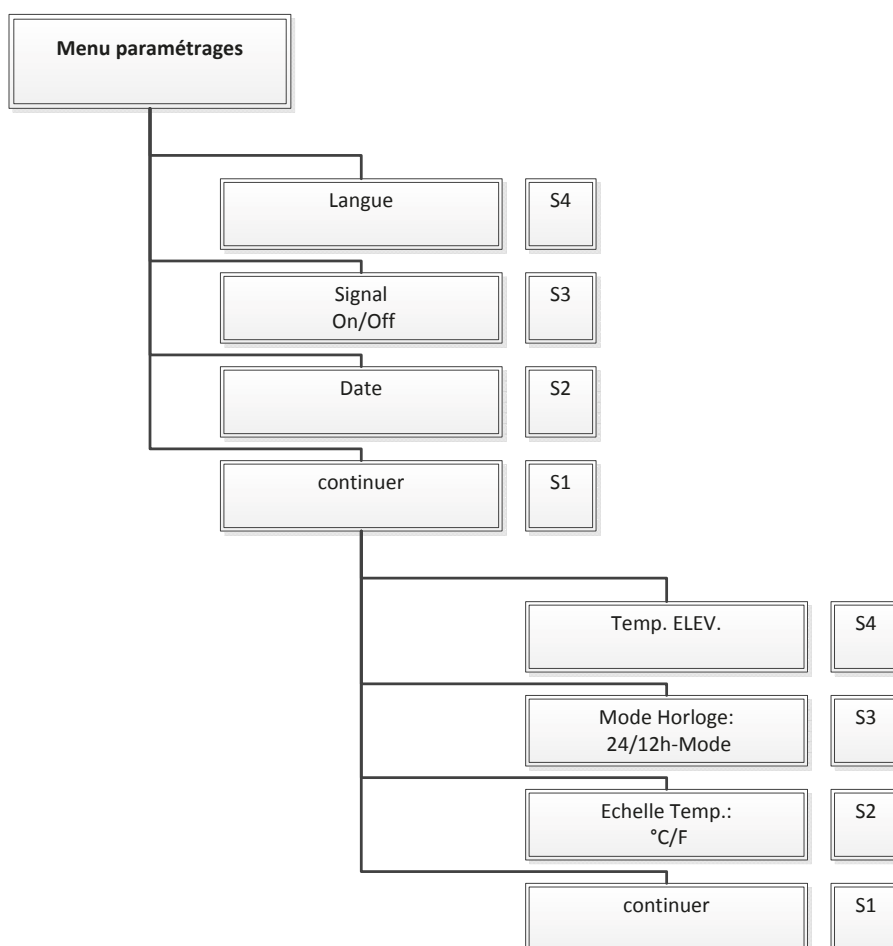 Menu paramétrages
Langue
S4
Signal
On/Off
S3
Date
S2
continuer
S1
Temp. ELEV.
S4
Mode Horloge:
24/12h-Mode
S3
Echelle Temp.:
°C/F
S2
continuer
S1